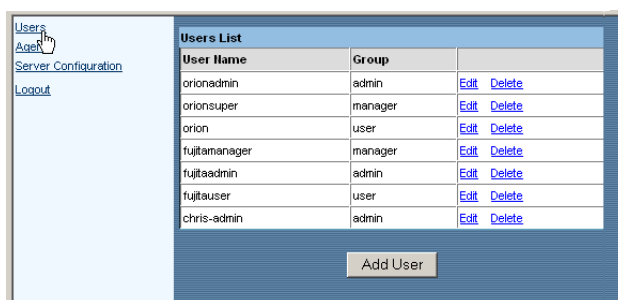 Users
Server Configuration
Logout
Users List
User Name Group
orionadmin admin Edit Delete
orionsuper manager Edit Delete
orion user Edit Delete
fujitamanager manager Edit Delete
fujitaadmin admin Edit Delete
fujitauser user Edit Delete
chris-admin admin Edit Delete
Add User